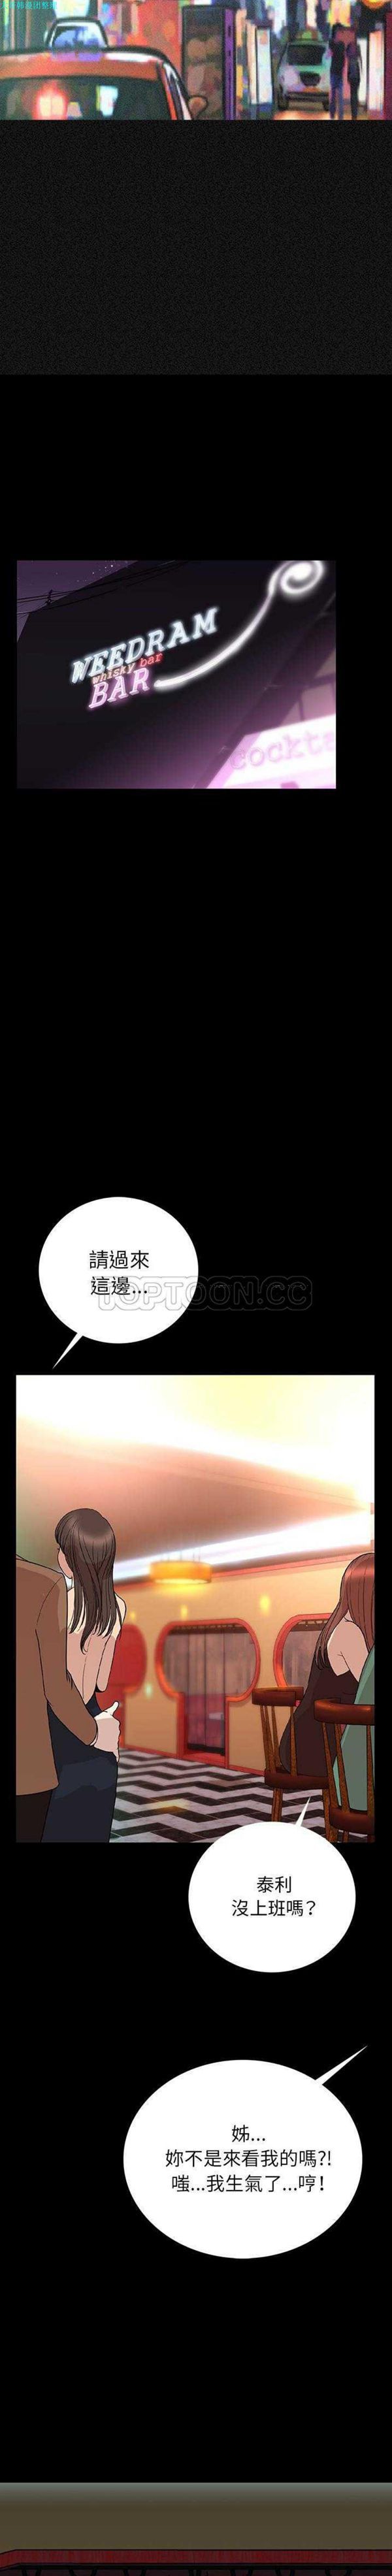 WEEDRAM
whisky bar
BAR
cockta
請過來
這邊...
TOPTOON.CC
泰利
沒上班嗎?
姊...
妳不是來看我的嗎?!
嗤...我生氣了...哼!